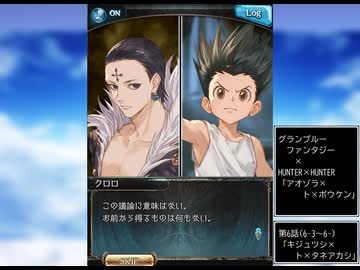 ON
Log
クロロ
この議論に意味はない。
お前から得るものは何もない。
Skip
グランブルー
ファンタジー
×
HUNTER×HUNTER
「アオゾラ×
ト×ボウケン」
第6話(6-3～6-)
「キジュツシ×
ト×タネアカシ」